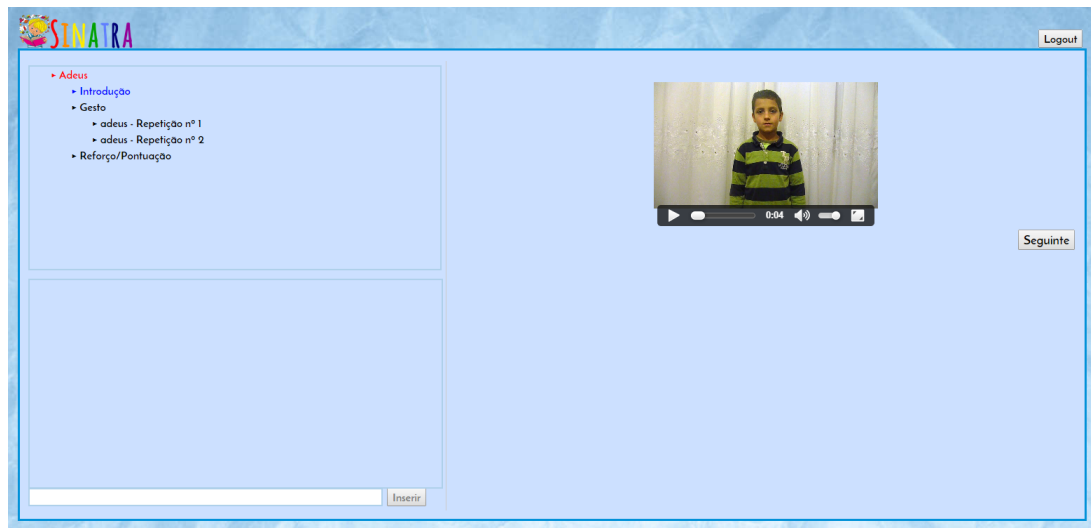 SINATRA
Logout
▸ Adeus
▸ Introdução
▸ Gesto
▸ adeus - Repetição nº 1
▸ adeus - Repetição nº 2
▸ Reforço/Pontuação
0:04
Seguinte
Inserir